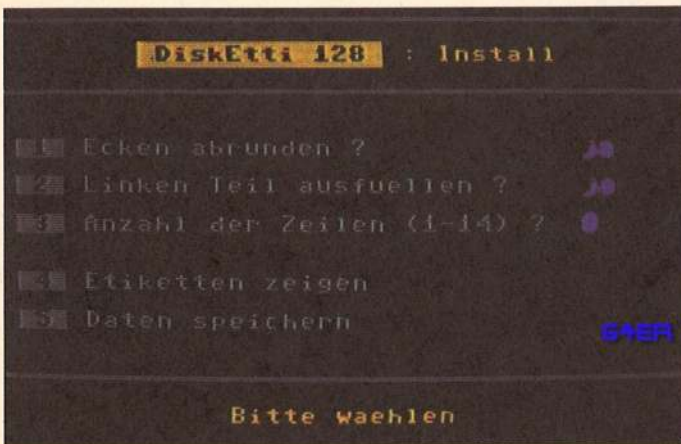 DiskEtti 128 : Install
1 Ecken abrunden ? ja
2 Linken Teil ausfuellen ? ja
3 Anzahl der Zeilen (1-14) ?
4 Etiketten zeigen
5 Daten speichern
64ER
Bitte waehlen